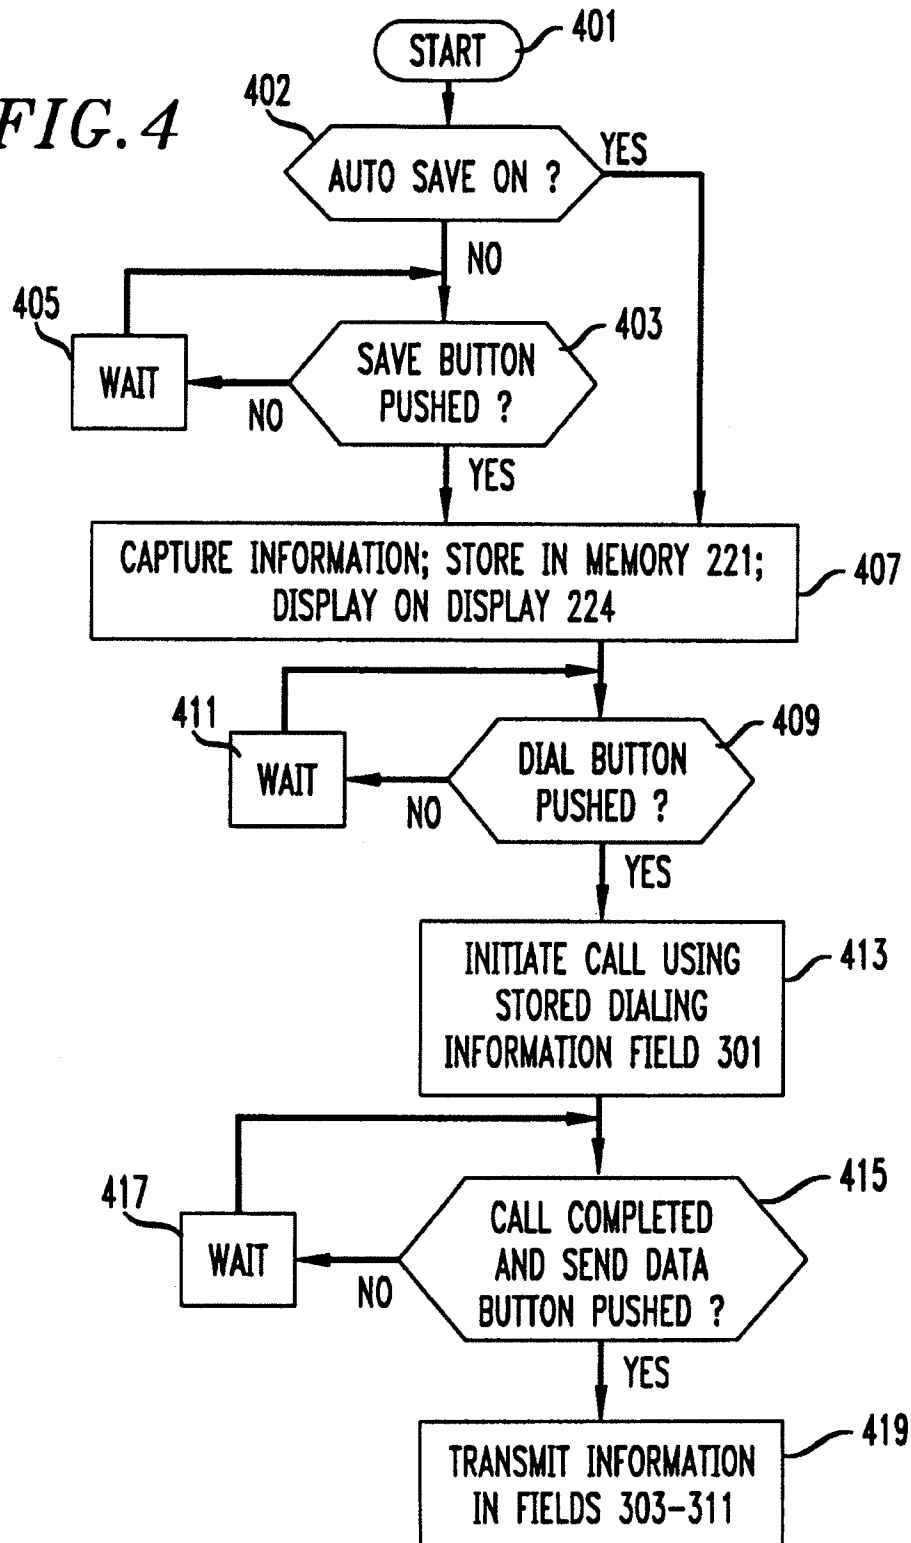 FIG. 4
START
401
402
AUTO SAVE ON ?
YES
NO
405
WAIT
NO
SAVE BUTTON
PUSHED ?
403
YES
CAPTURE INFORMATION; STORE IN MEMORY 221;
DISPLAY ON DISPLAY 224
407
411
WAIT
NO
DIAL BUTTON
PUSHED ?
409
YES
INITIATE CALL USING
STORED DIALING
INFORMATION FIELD 301
413
417
WAIT
NO
CALL COMPLETED
AND SEND DATA
BUTTON PUSHED ?
415
YES
TRANSMIT INFORMATION
IN FIELDS 303-311
419